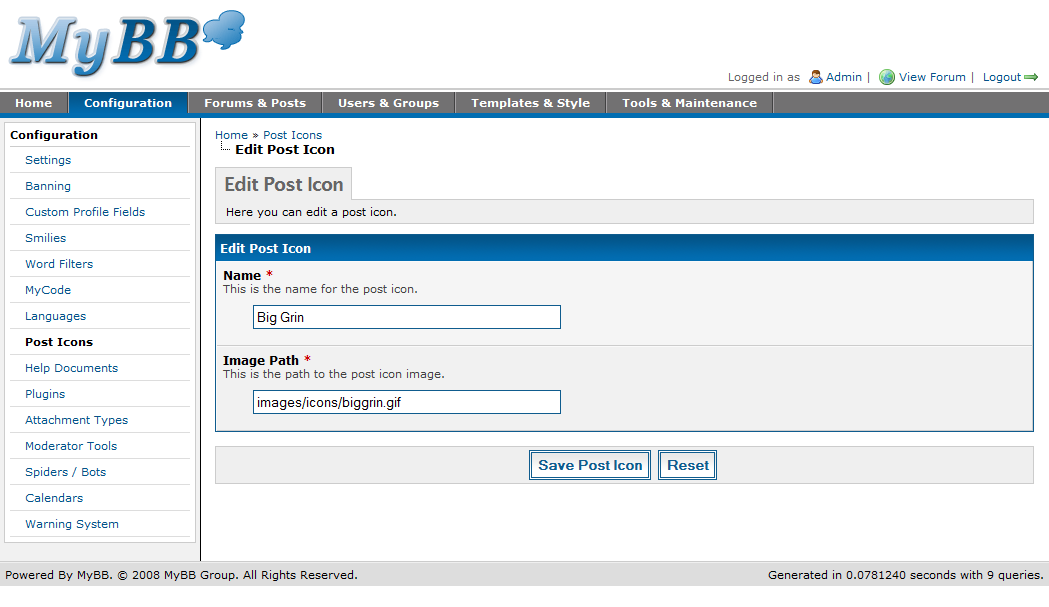 MyBB
Logged in as Admin | View Forum | Logout
Home Configuration Forums & Posts Users & Groups Templates & Style Tools & Maintenance
Configuration
Settings
Banning
Custom Profile Fields
Smilies
Word Filters
MyCode
Languages
Post Icons
Help Documents
Plugins
Attachment Types
Moderator Tools
Spiders / Bots
Calendars
Warning System
Home » Post Icons
Edit Post Icon
Edit Post Icon
Here you can edit a post icon.
Edit Post Icon
Name *
This is the name for the post icon.
Big Grin
Image Path *
This is the path to the post icon image.
images/icons/biggrin.gif
Save Post Icon Reset
Powered By MyBB. © 2008 MyBB Group. All Rights Reserved. Generated in 0.0781240 seconds with 9 queries.